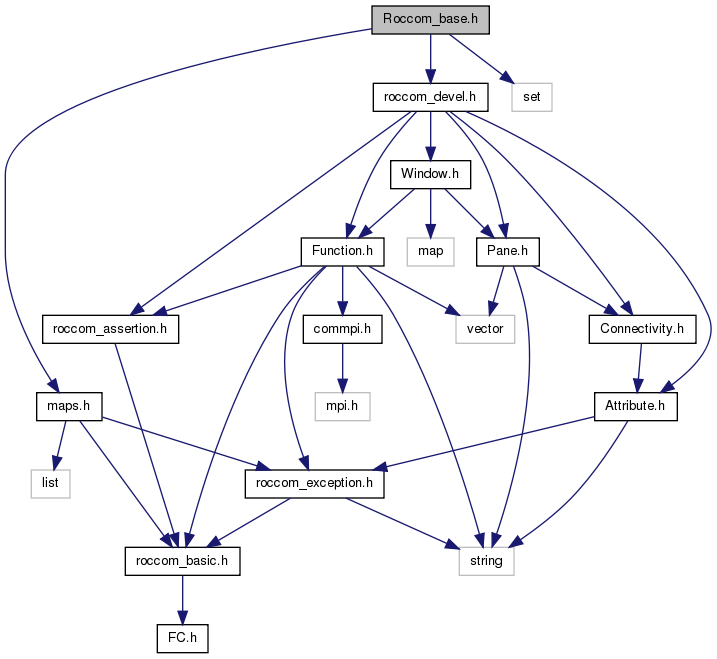 Roccom_base.h
roccom_devel.h
set
Window.h
Function.h
map
Pane.h
roccom_assertion.h
commpi.h
vector
Connectivity.h
maps.h
mpi.h
Attribute.h
list
roccom_exception.h
roccom_basic.h
string
FC.h